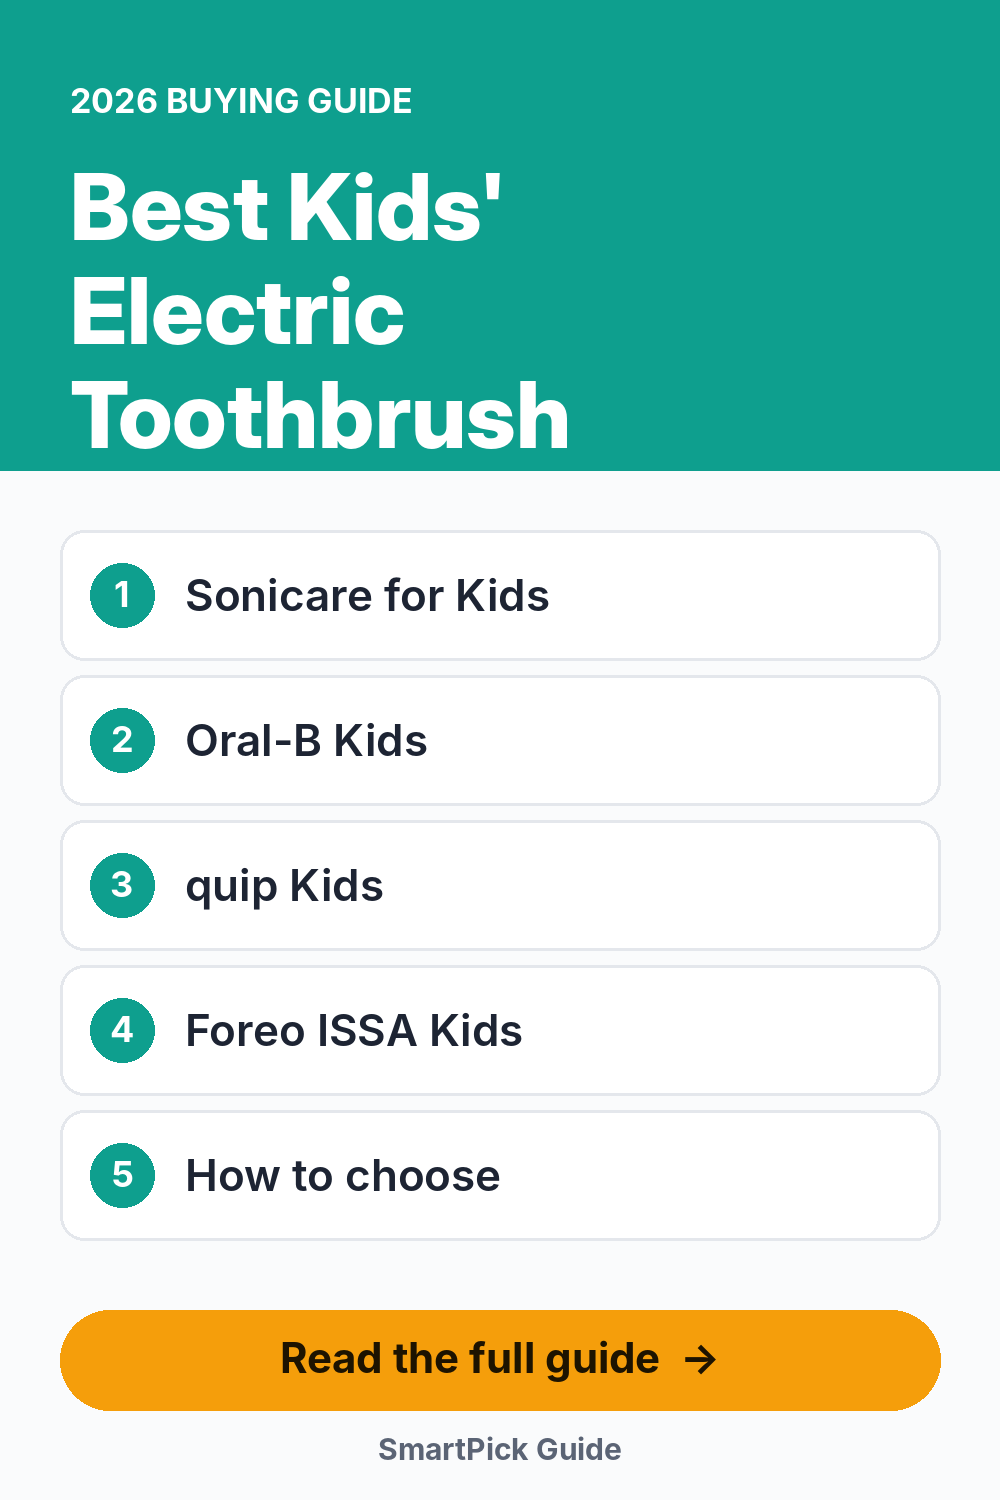 2026 BUYING GUIDE
Best Kids'
Electric
Toothbrush
1 Sonicare for Kids
2 Oral-B Kids
3 quip Kids
4 Foreo ISSA Kids
5 How to choose
Read the full guide →
SmartPick Guide